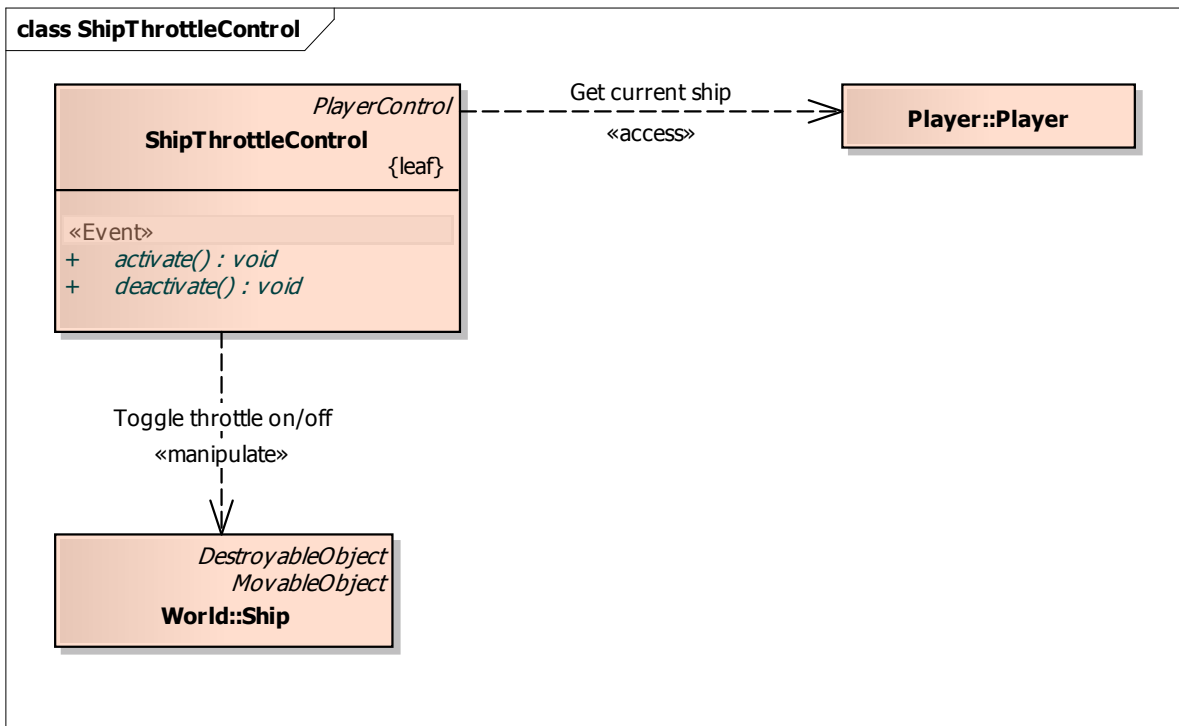 class ShipThrottleControl
PlayerControl
ShipThrottleControl
{leaf}
«Event»
+ activate() : void
+ deactivate() : void
Get current ship
«access»
Player::Player
Toggle throttle on/off
«manipulate»
DestroyableObject
MovableObject
World::Ship